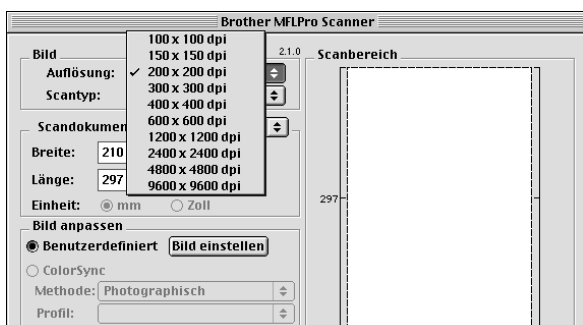 Brother MFLPro Scanner
Bild
2.1.0
Auflösung:
100 x 100 dpi
150 x 150 dpi
✓ 200 x 200 dpi
300 x 300 dpi
400 x 400 dpi
600 x 600 dpi
1200 x 1200 dpi
2400 x 2400 dpi
4800 x 4800 dpi
9600 x 9600 dpi
Scantyp:
Scandokumen
Breite: 210
Länge: 297
Einheit: mm Zoll
Bild anpassen
Benutzerdefiniert Bild einstellen
ColorSync
Methode: Photographisch
Profil:
Scanbereich
297